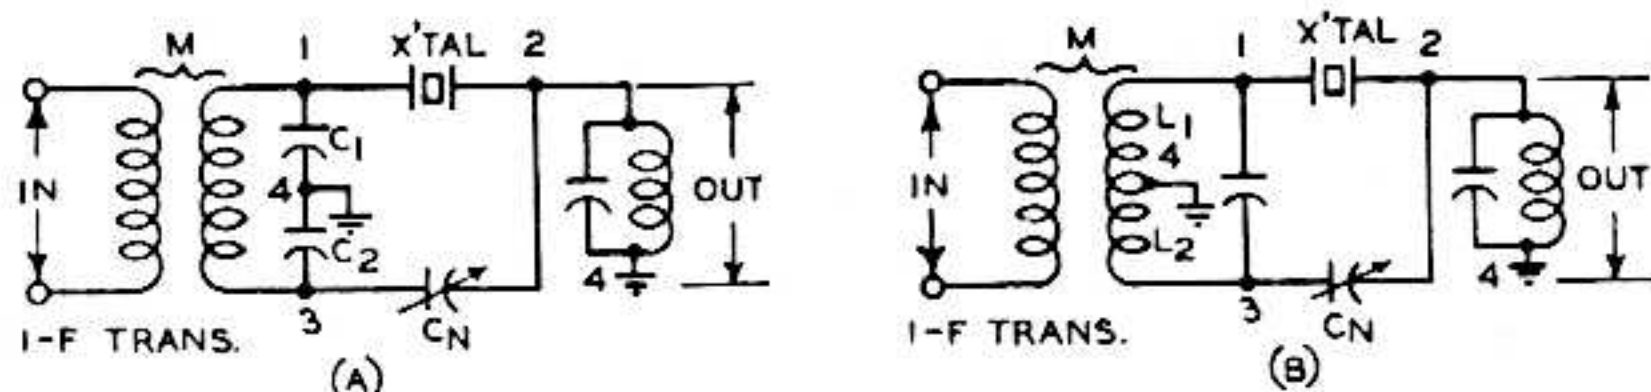 M 1 X'TAL 2
C1
IN 4 OUT
C2
4
3 CN
I-F TRANS.
(A)
M 1 X'TAL 2
L1
4
IN OUT
L2
4
3 CN
I-F TRANS.
(B)